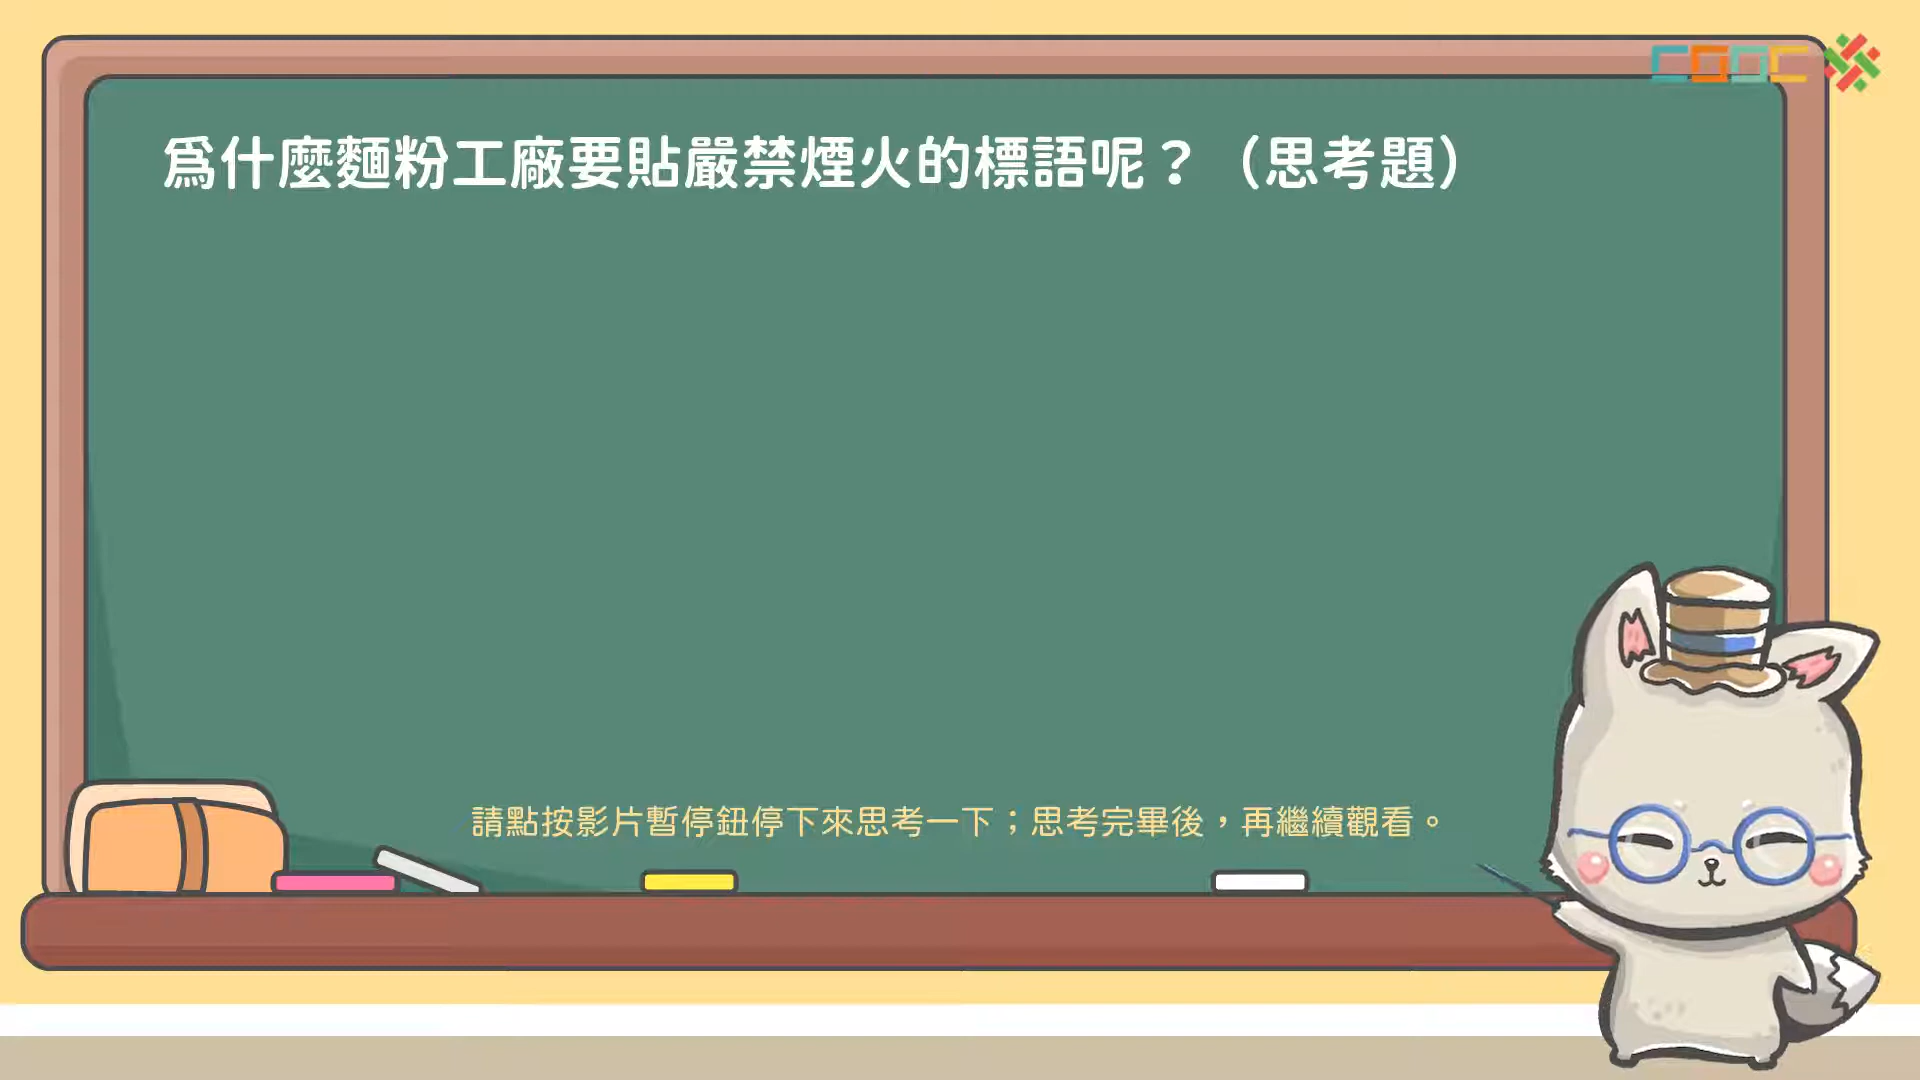 爲什麼麵粉工廠要貼嚴禁煙火的標語呢？（思考題）
請點按影片暫停鈕停下來思考一下；思考完畢後，再繼續觀看。